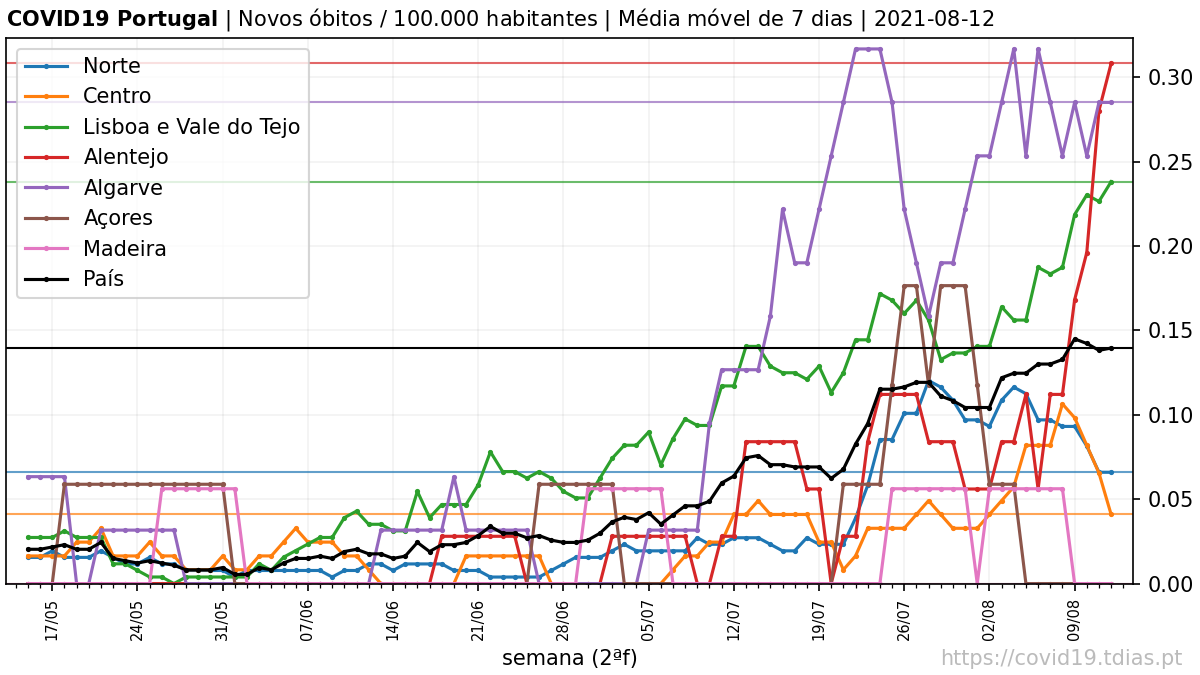 COVID19 Portugal | Novos óbitos / 100.000 habitantes | Média móvel de 7 dias | 2021-08-12
Norte
Centro
Lisboa e Vale do Tejo
Alentejo
Algarve
Açores
Madeira
País
0.30
0.25
0.20
0.15
0.10
0.05
0.00
17/05 24/05 31/05 07/06 14/06 21/06 28/06 05/07 12/07 19/07 26/07 02/08 09/08
semana (2ªf)
https://covid19.tdias.pt